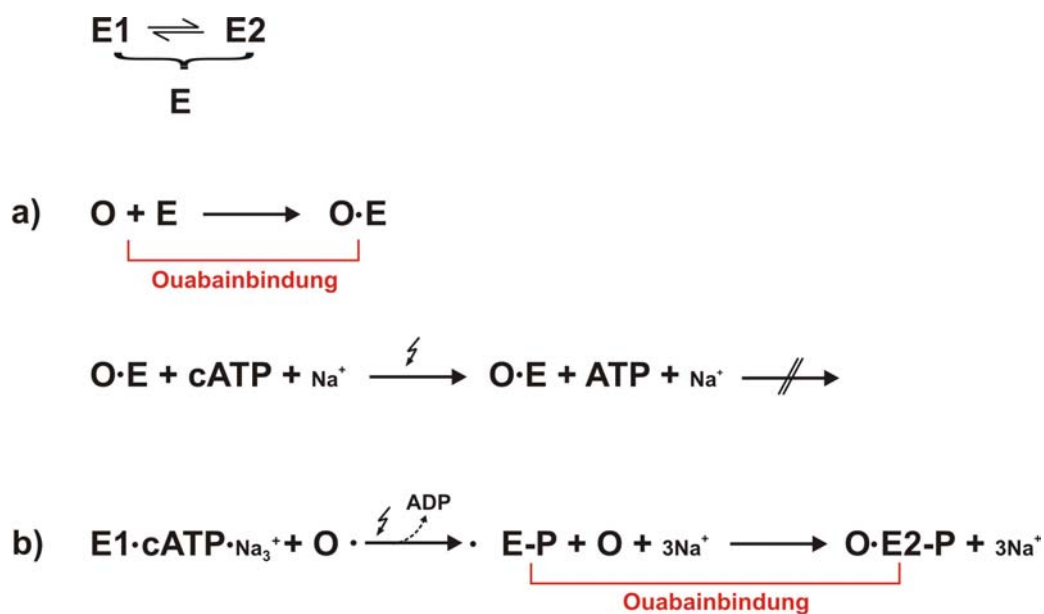 E1 ⇌ E2
E
a) O + E → O·E
Ouabainbindung
O·E + cATP + Na⁺ → O·E + ATP + Na⁺
ADP
b) E1·cATP·Na₃⁺ + O · → · E-P + O + 3Na⁺ → O·E2-P + 3Na⁺
Ouabainbindung